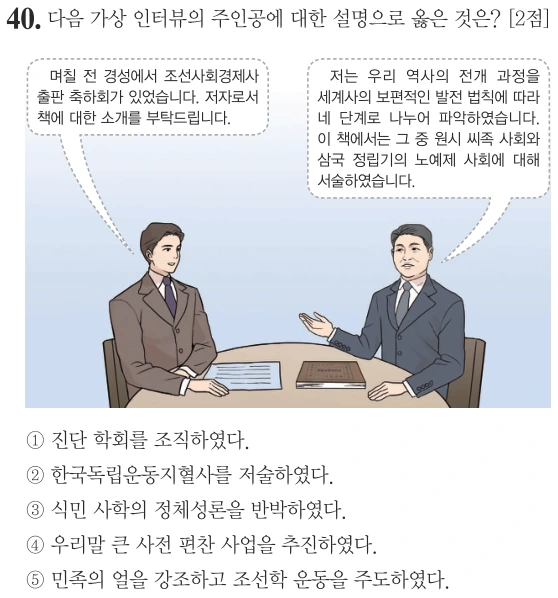 40. 다음 가상 인터뷰의 주인공에 대한 설명으로 옳은 것은? [2점]
며칠 전 경성에서 조선사회경제사
출판 축하회가 있었습니다. 저자로서
책에 대한 소개를 부탁드립니다.
저는 우리 역사의 전개 과정을
세계사의 보편적인 발전 법칙에 따라
네 단계로 나누어 파악하였습니다.
이 책에서는 그 중 원시 씨족 사회와
삼국 정립기의 노예제 사회에 대해
서술하였습니다.
① 진단 학회를 조직하였다.
② 한국독립운동지혈사를 저술하였다.
③ 식민 사학의 정체성론을 반박하였다.
④ 우리말 큰 사전 편찬 사업을 추진하였다.
⑤ 민족의 얼을 강조하고 조선학 운동을 주도하였다.